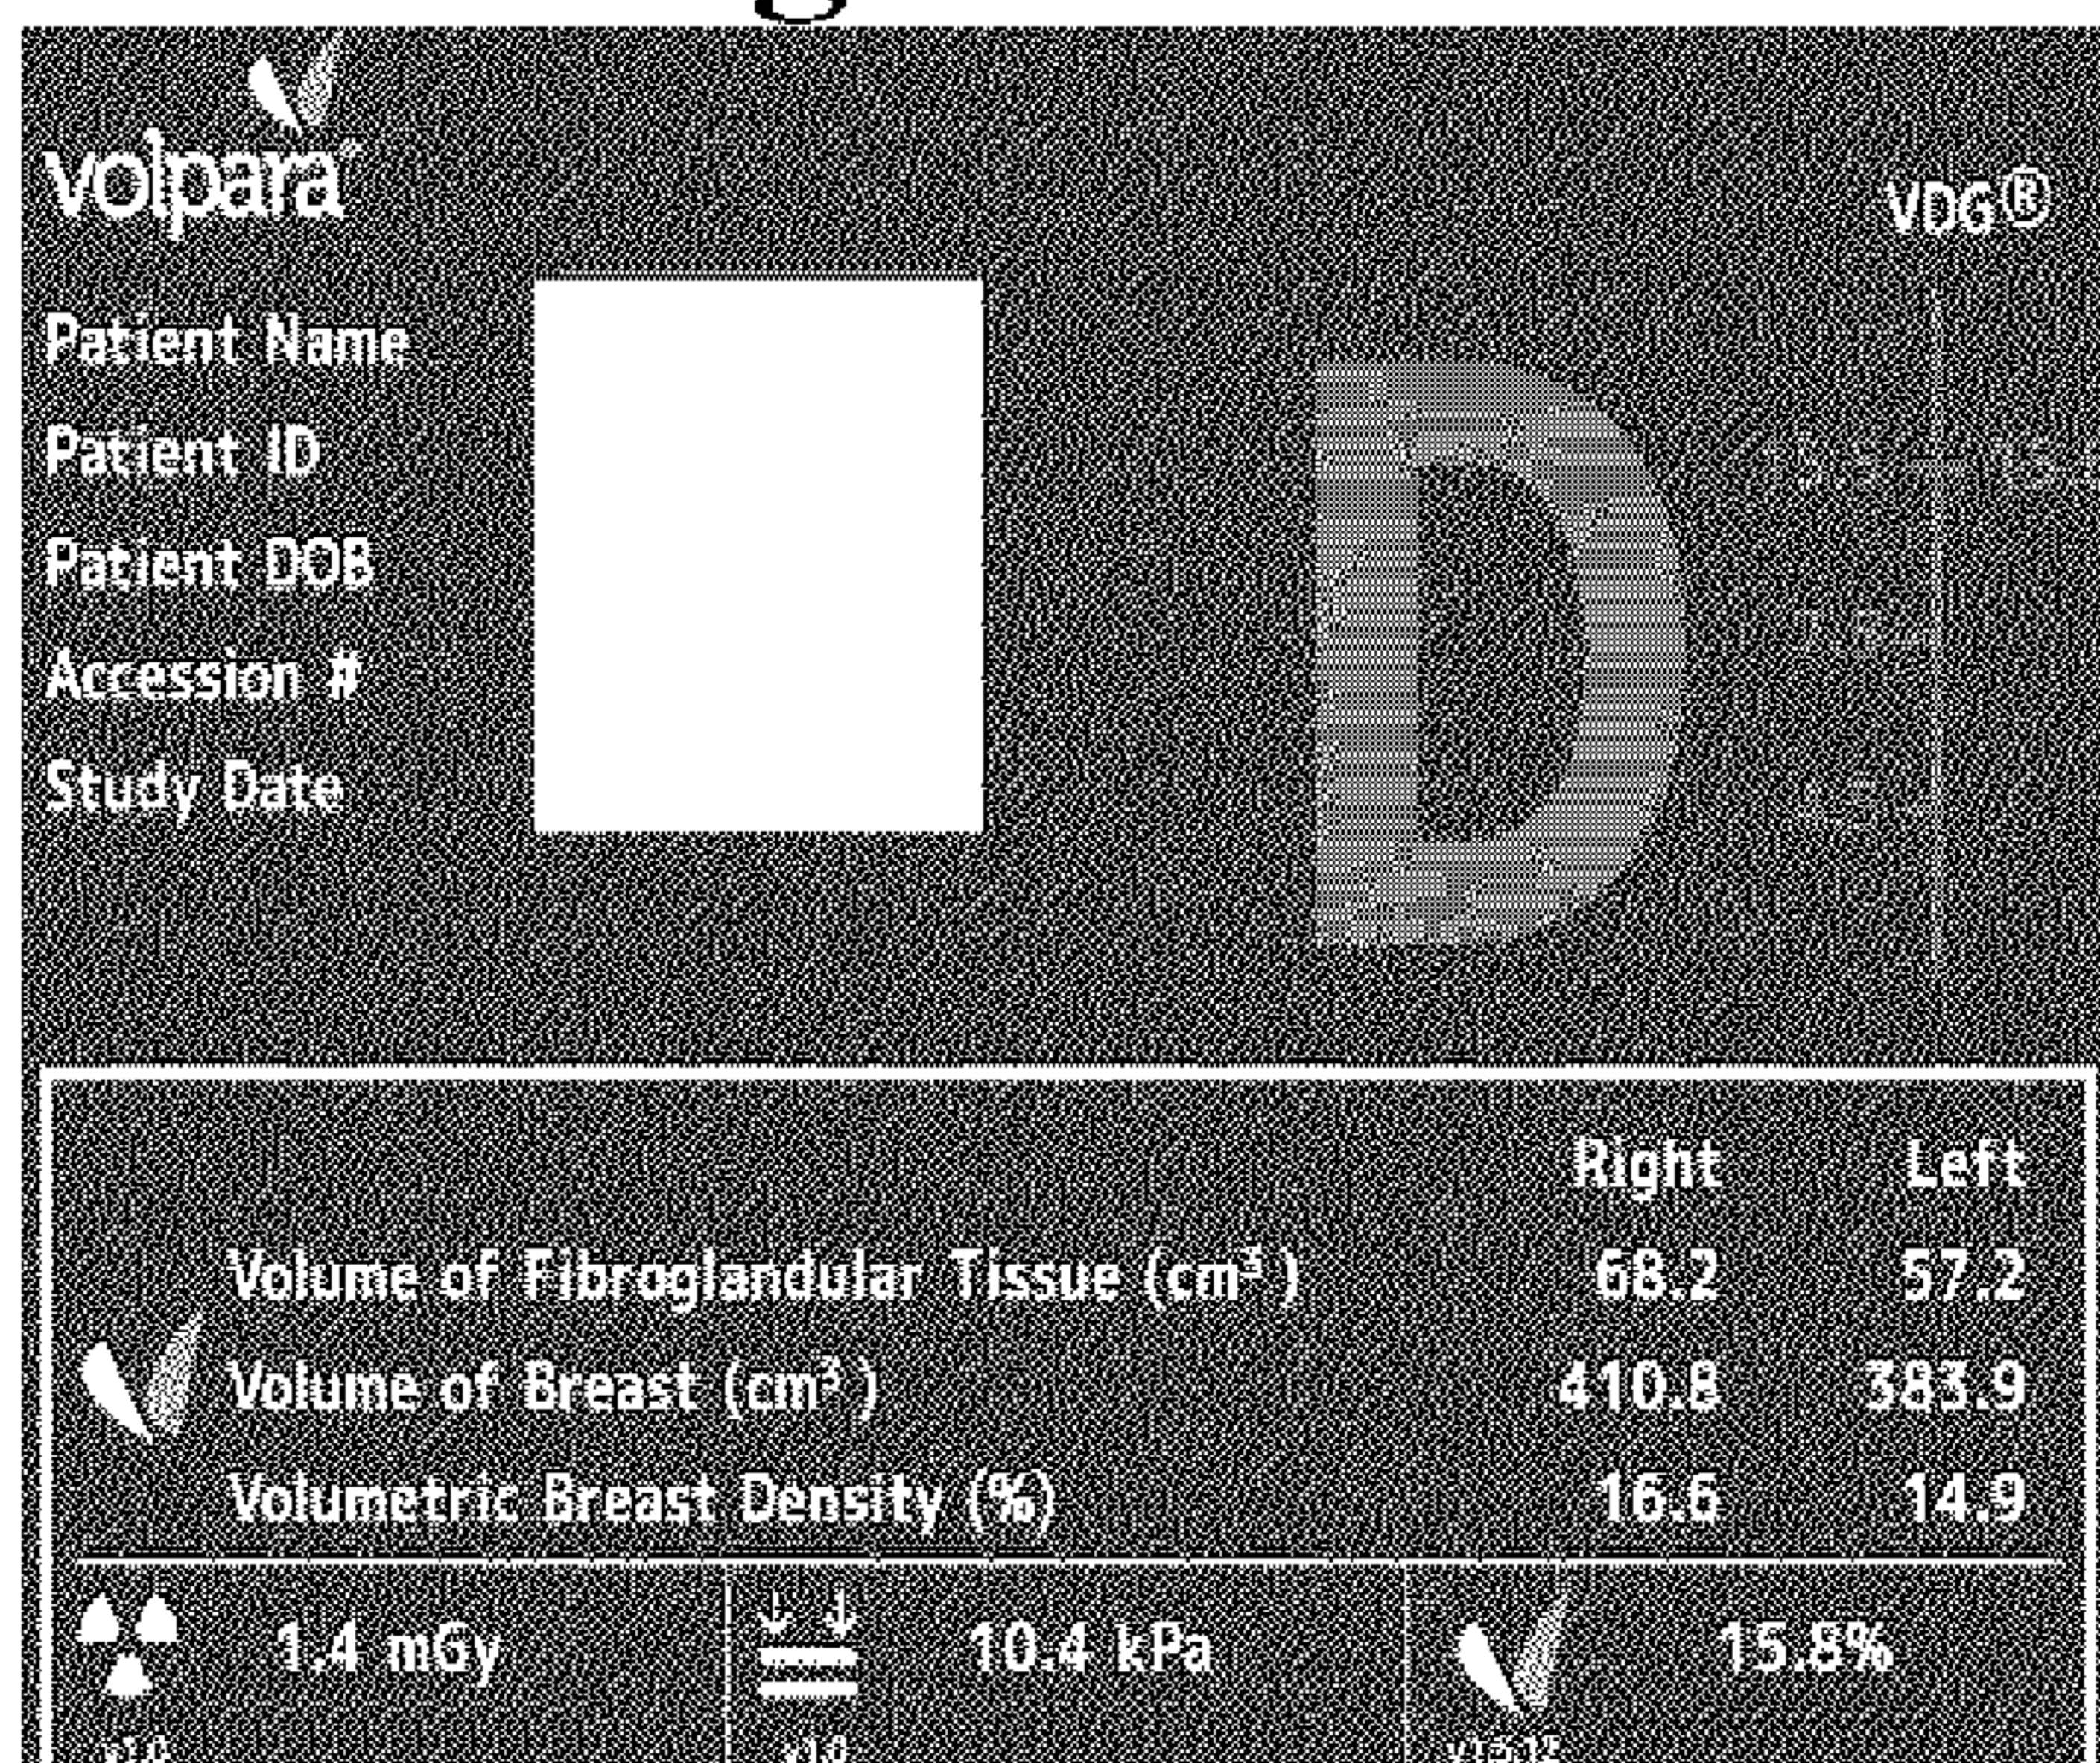 volpara
VDG®
Patient Name
Patient ID
Patient DOB
Accession #
Study Date
D
Right Left
Volume of Fibroglandular Tissue (cm³) 68.2 57.2
Volume of Breast (cm³) 410.8 383.9
Volumetric Breast Density (%) 16.6 14.9
1.4 mGy 10.4 kPa 15.8%